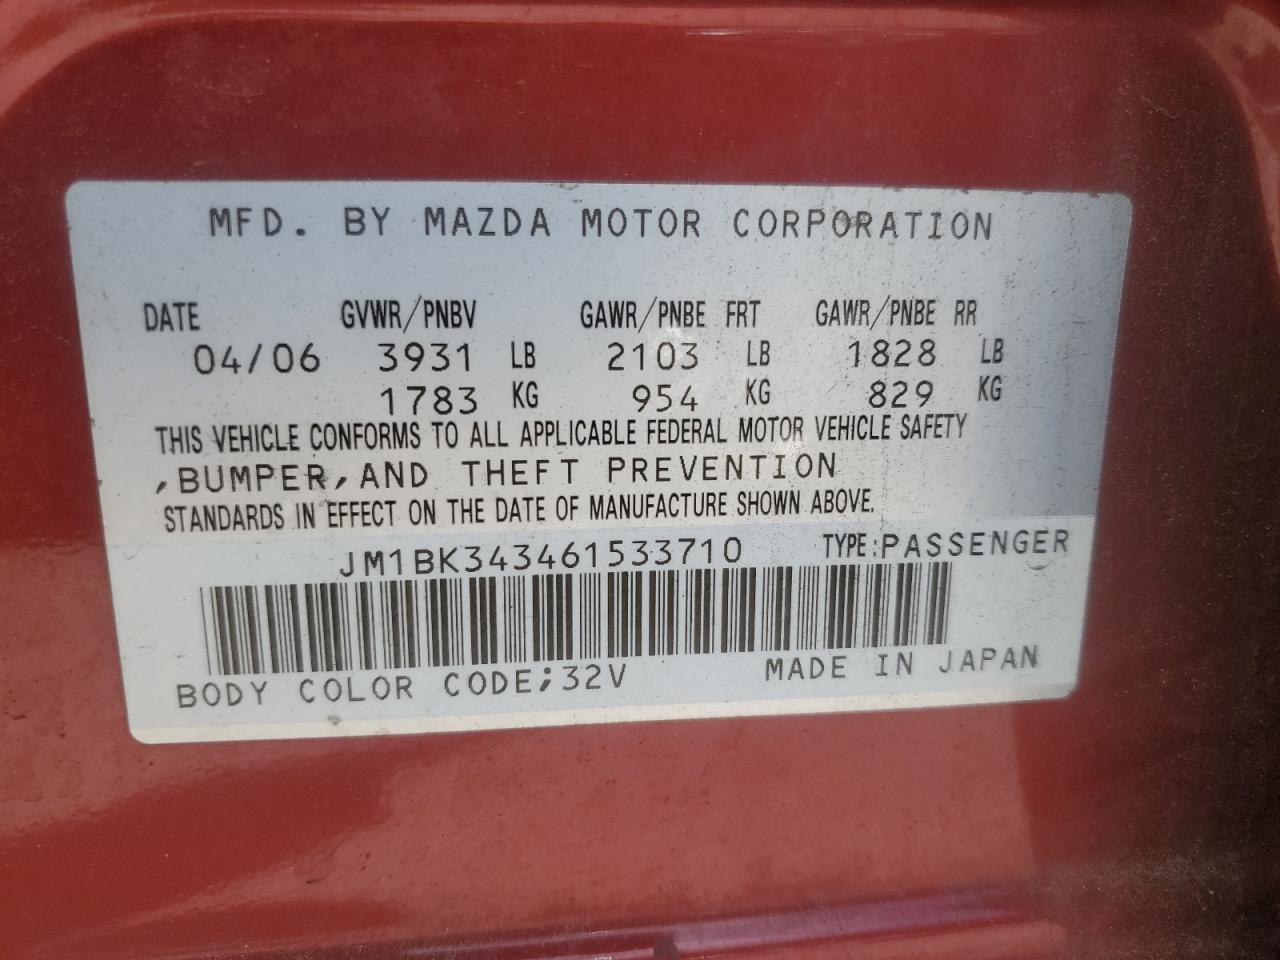 MFD. BY MAZDA MOTOR CORPORATION
DATE GVWR/PNBV GAWR/PNBE FRT GAWR/PNBE RR
04/06 3931 LB 2103 LB 1828 LB
1783 KG 954 KG 829 KG
THIS VEHICLE CONFORMS TO ALL APPLICABLE FEDERAL MOTOR VEHICLE SAFETY
,BUMPER,AND THEFT PREVENTION
STANDARDS IN EFFECT ON THE DATE OF MANUFACTURE SHOWN ABOVE.
JM1BK343461533710 TYPE:PASSENGER
BODY COLOR CODE;32V MADE IN JAPAN